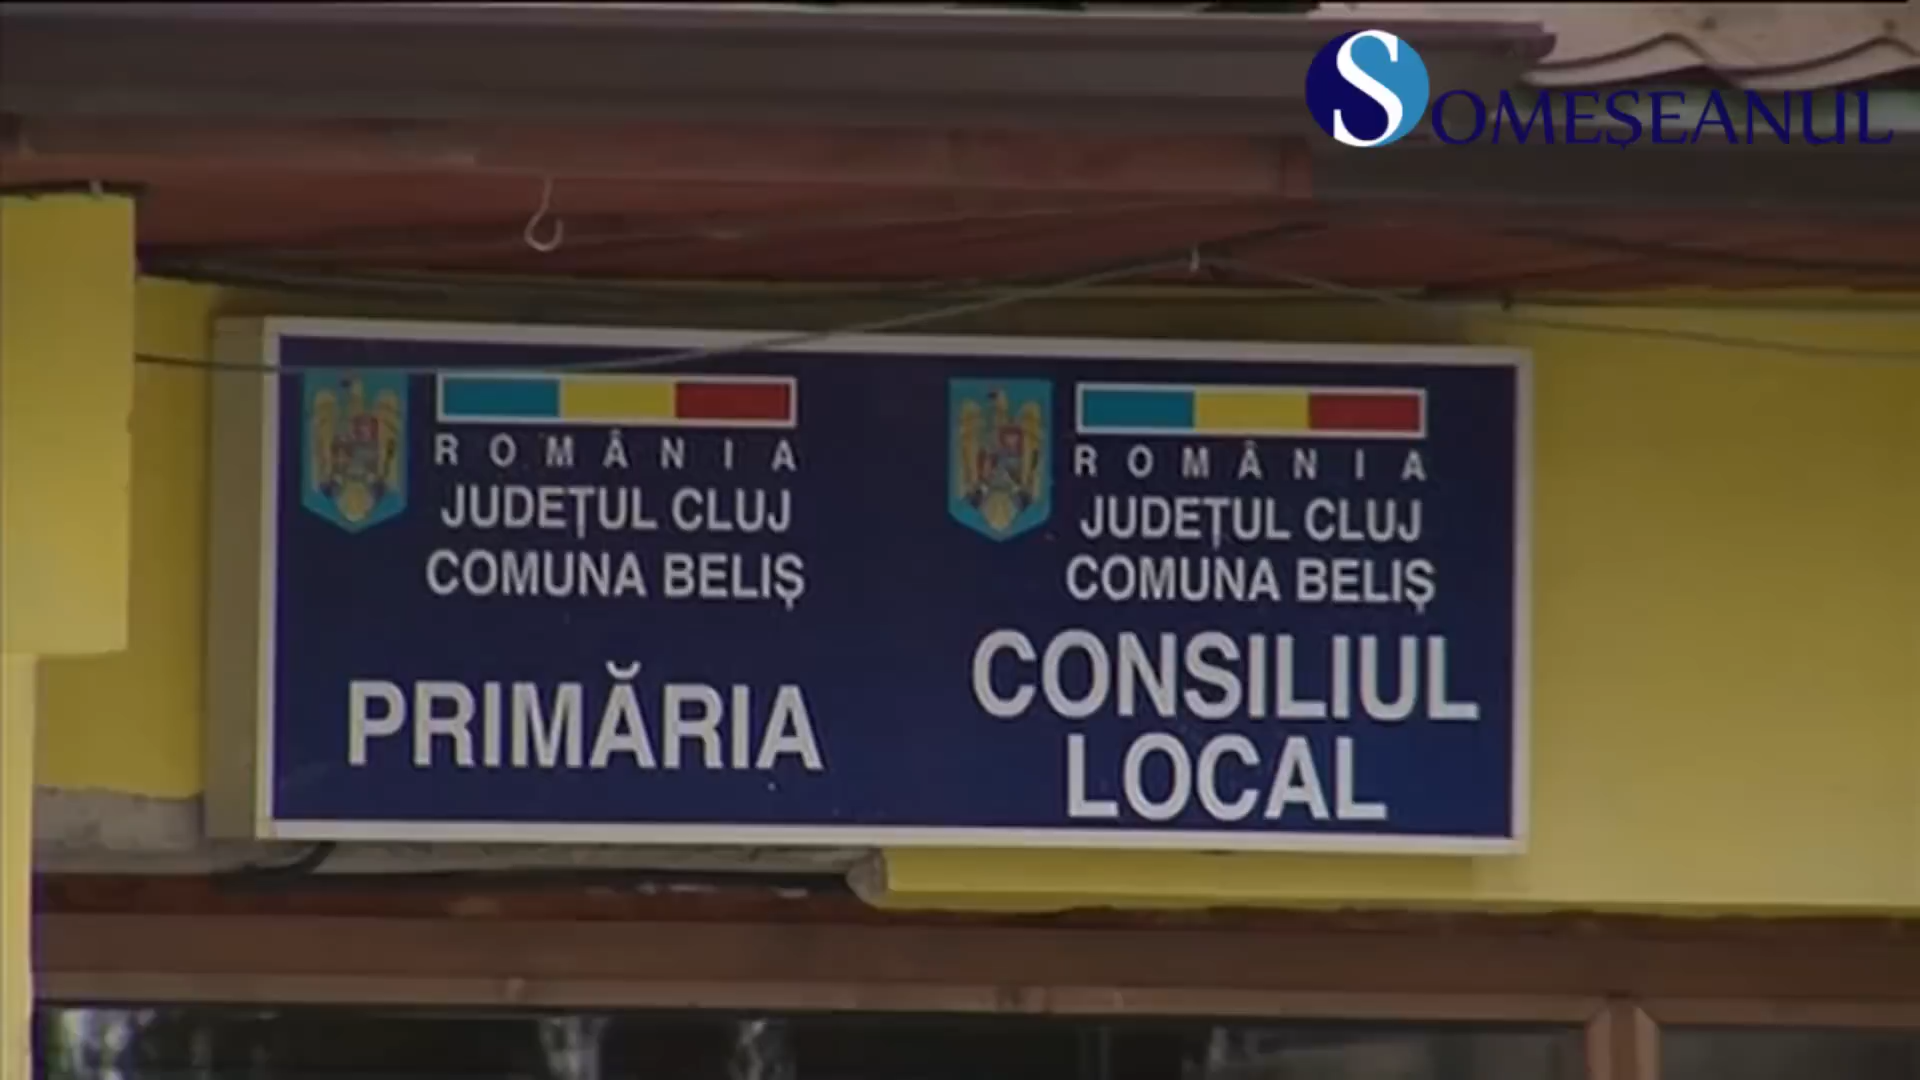 SOMEȘEANUL
ROMÂNIA
JUDEȚUL CLUJ
COMUNA BELIȘ
PRIMĂRIA
ROMÂNIA
JUDEȚUL CLUJ
COMUNA BELIȘ
CONSILIUL
LOCAL